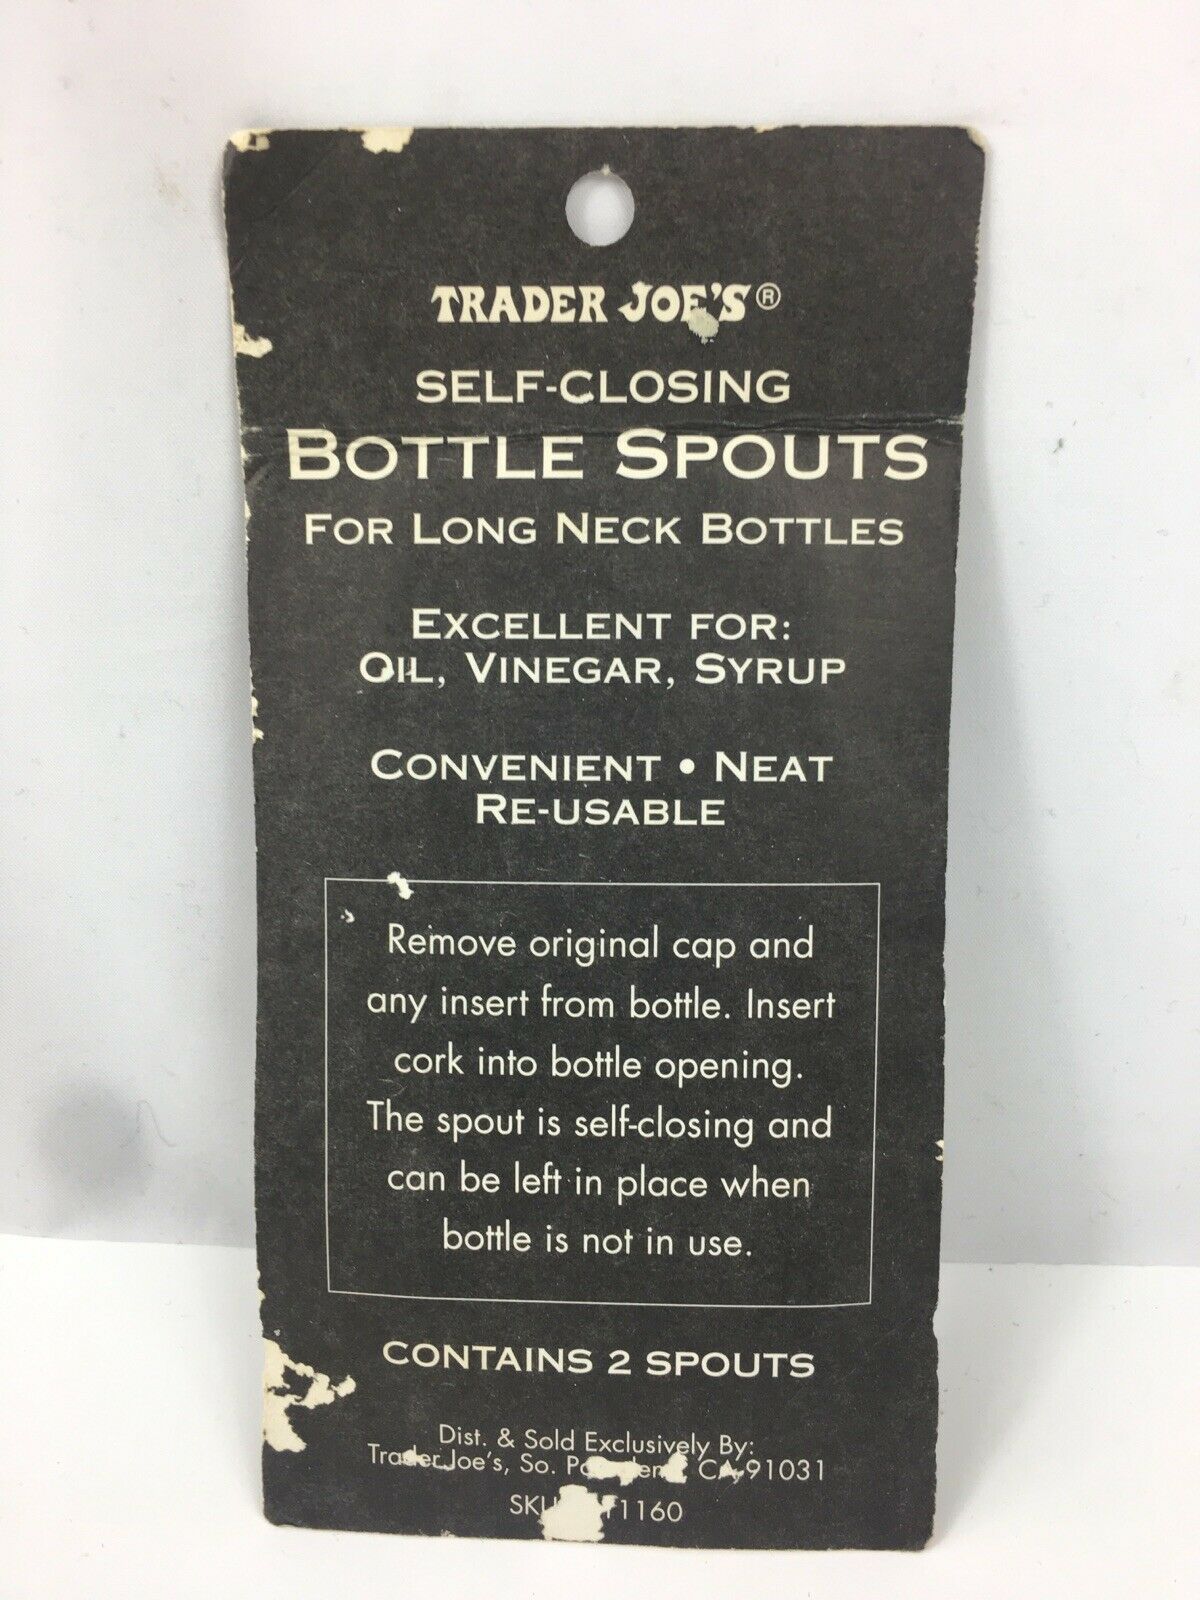 TRADER JOE'S®
SELF-CLOSING
BOTTLE SPOUTS
FOR LONG NECK BOTTLES
EXCELLENT FOR:
OIL, VINEGAR, SYRUP
CONVENIENT • NEAT
RE-USABLE
Remove original cap and
any insert from bottle. Insert
cork into bottle opening.
The spout is self-closing and
can be left in place when
bottle is not in use.
CONTAINS 2 SPOUTS
Dist. & Sold Exclusively By:
Trader Joe's, So. CA 91031
SKU